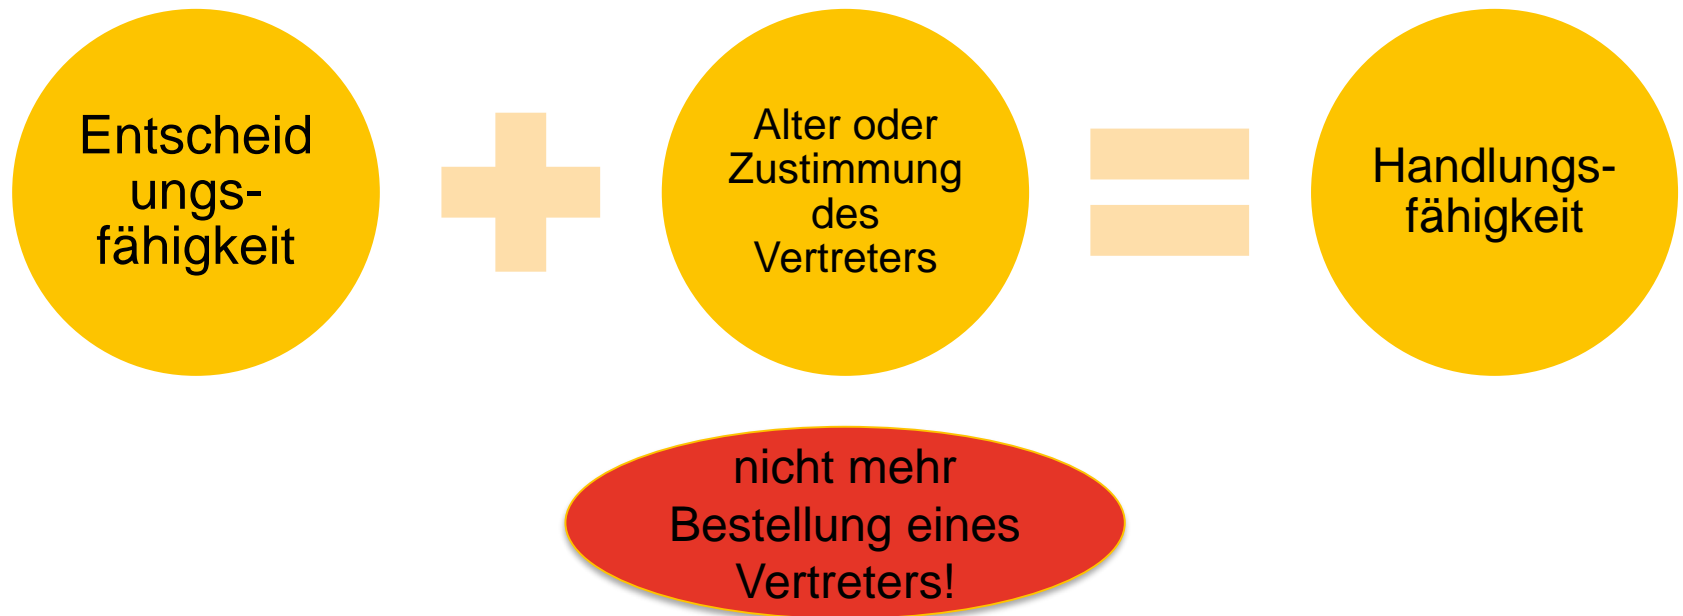 Entscheid
ungs-
fähigkeit
Alter oder
Zustimmung
des
Vertreters
Handlungs-
fähigkeit
nicht mehr
Bestellung eines
Vertreters!